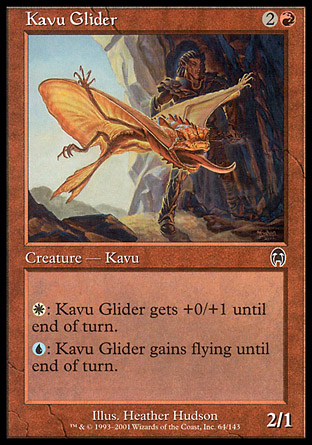 Kavu Glider 2
Creature — Kavu
: Kavu Glider gets +0/+1 until
end of turn.
: Kavu Glider gains flying until
end of turn.
Illus. Heather Hudson
™ & © 1993–2001 Wizards of the Coast, Inc. 64/143
2/1